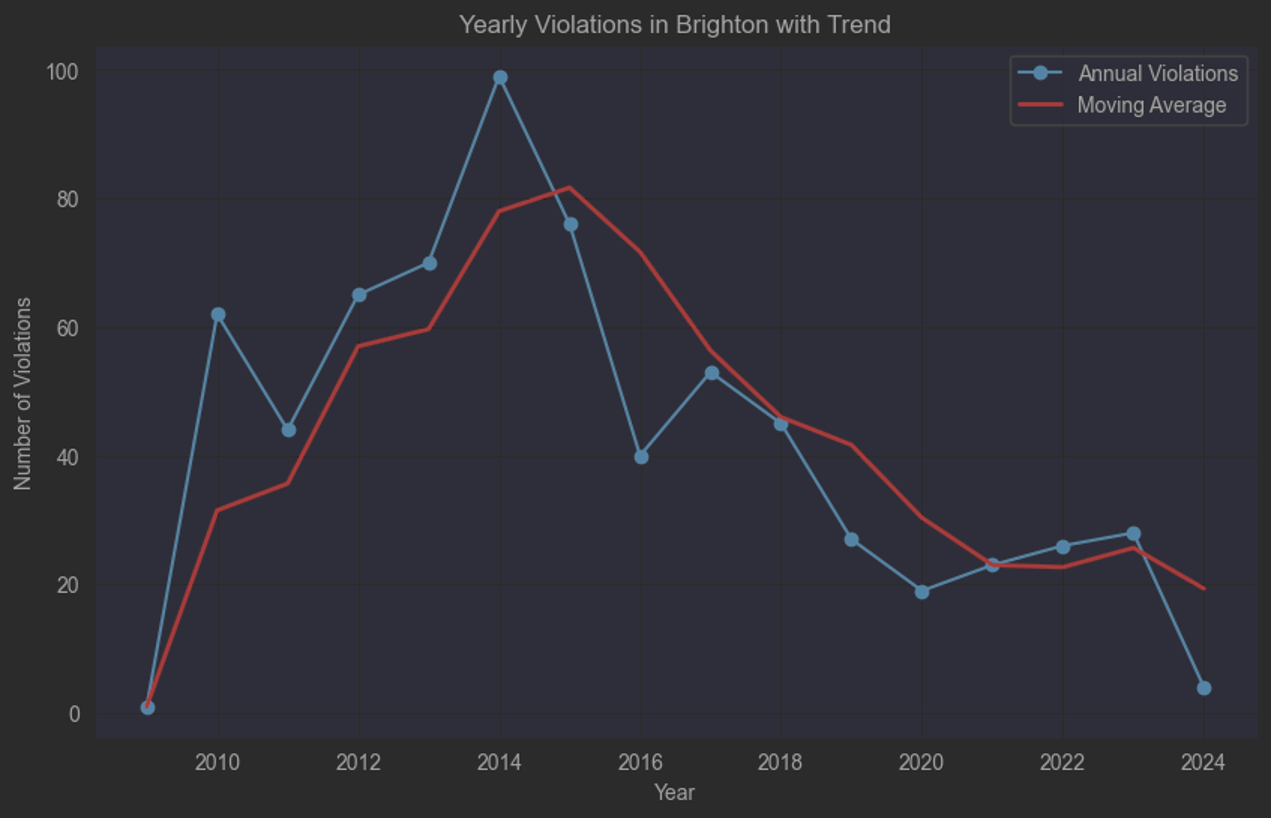 Yearly Violations in Brighton with Trend
Annual Violations
Moving Average
Number of Violations
100
80
60
40
20
0
2010 2012 2014 2016 2018 2020 2022 2024
Year